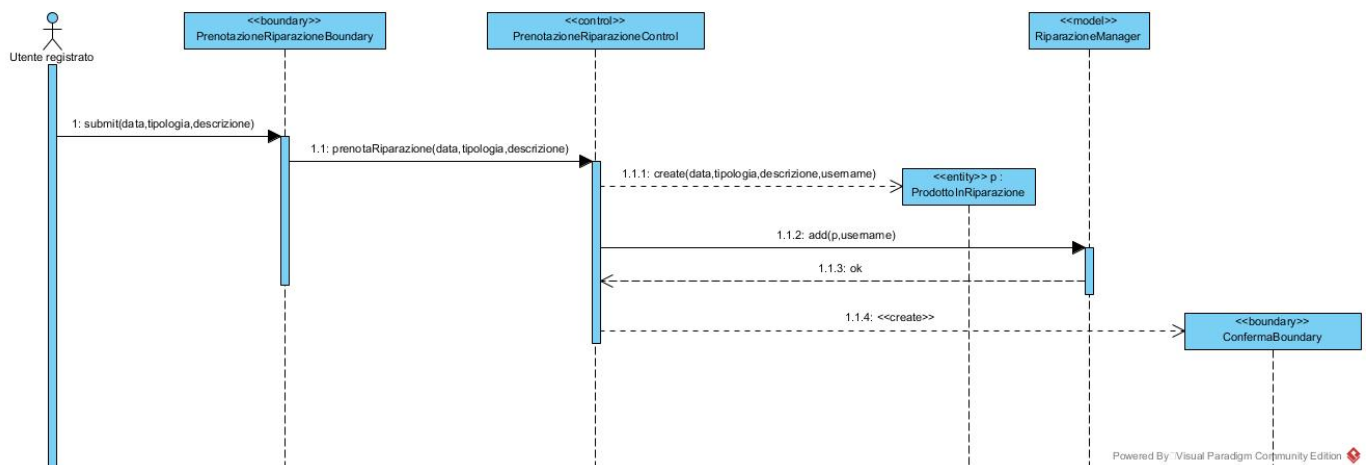 <<boundary>>
PrenotazioneRiparazioneBoundary
<<control>>
PrenotazioneRiparazioneControl
<<model>>
RiparazioneManager
Utente registrato
1: submit(data,tipologia,descrizione)
1.1: prenotaRiparazione(data,tipologia,descrizione)
1.1.1: create(data,tipologia,descrizione,username)
<<entity>> p :
ProdottoInRiparazione
1.1.2: add(p,username)
1.1.3: ok
1.1.4: <<create>>
<<boundary>>
ConfermaBoundary
Powered By Visual Paradigm Community Edition